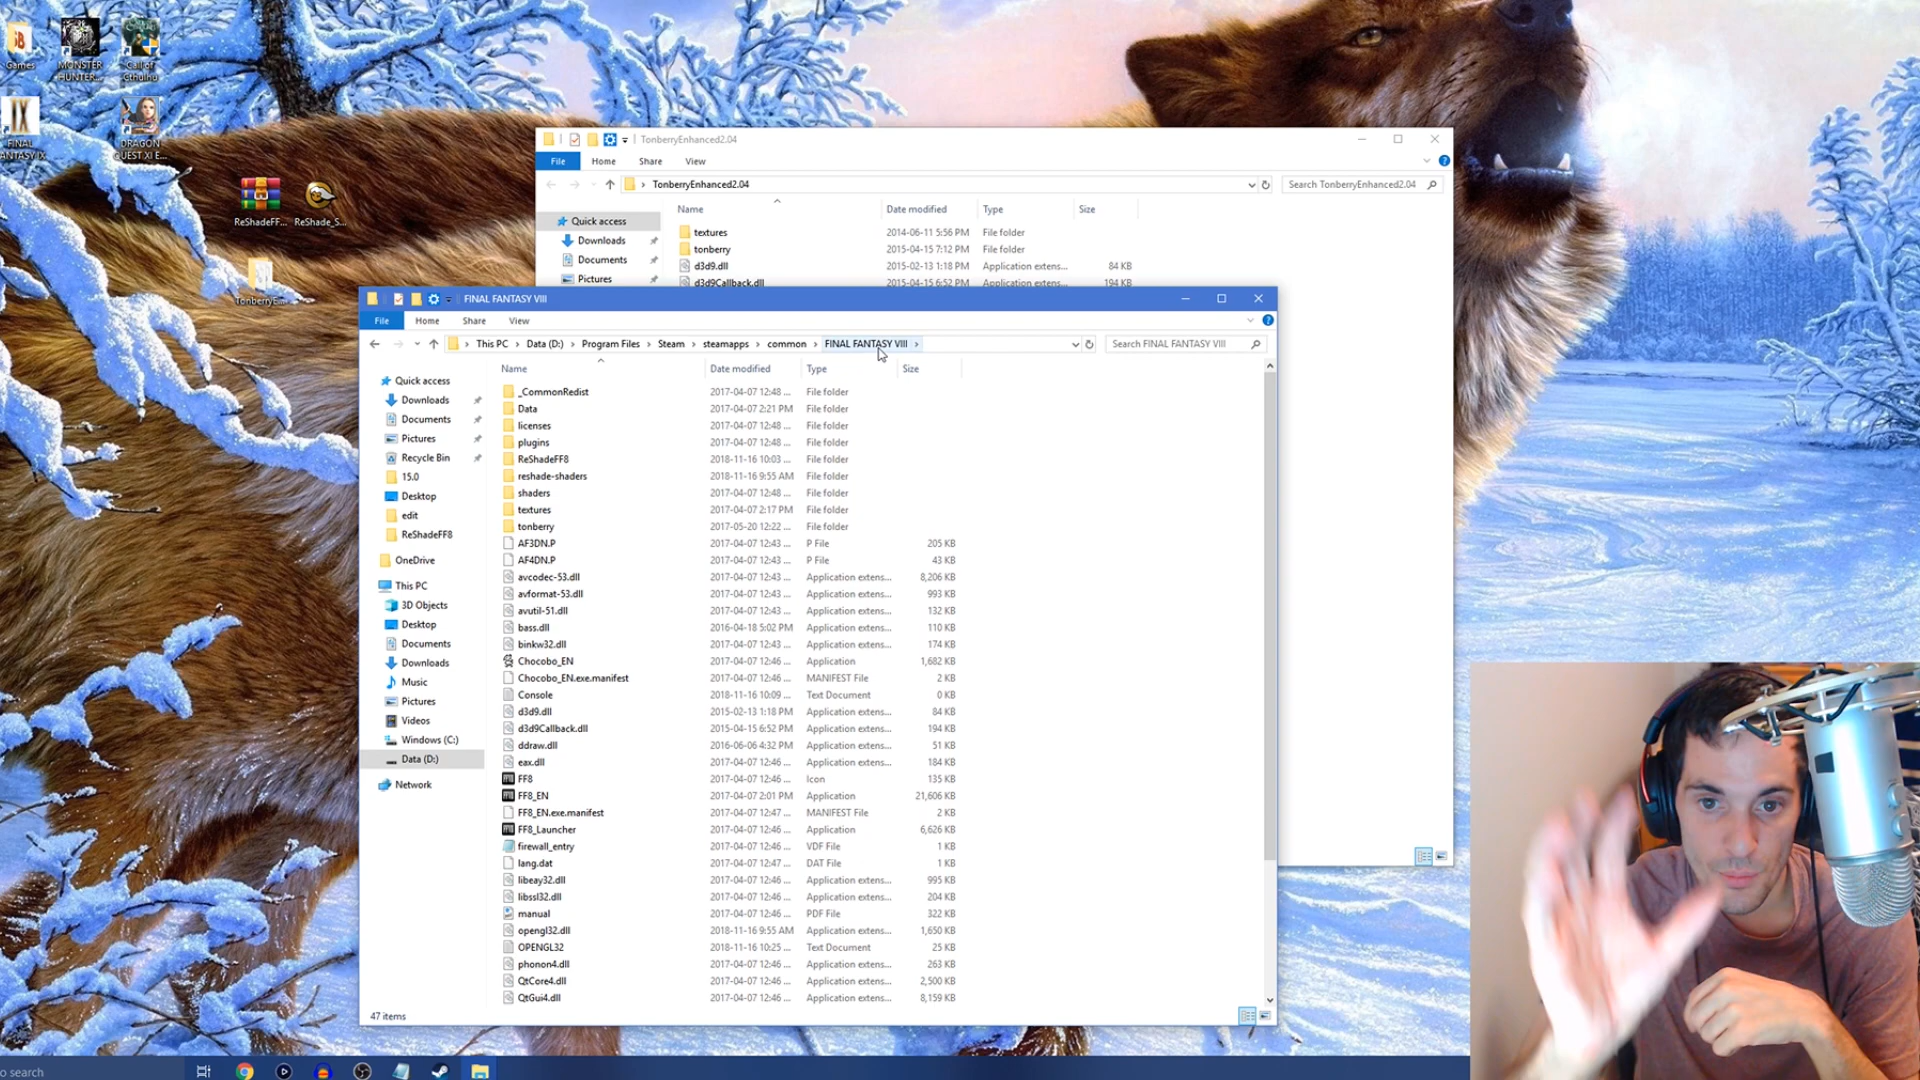 Games
MONSTER
HUNTER...
Call of
Cthulhu
IX
FINAL
FANTASY IX
DRAGON
QUEST XI E...
ReShadeFF...
ReShade_S...
TonberryE...
TonberryEnhanced2.04
File
Home
Share
View
TonberryEnhanced2.04
Search TonberryEnhanced2.04
Name
Date modified
Type
Size
Quick access
Downloads
Documents
Pictures
textures 2014-06-11 5:56 PM File folder
tonberry 2015-04-15 7:12 PM File folder
d3d9.dll 2015-02-13 1:18 PM Application extens... 84 KB
d3d9Callback.dll 2015-04-15 6:52 PM Application extens... 194 KB
FINAL FANTASY VIII
File
Home
Share
View
This PC > Data (D:) > Program Files > Steam > steamapps > common > FINAL FANTASY VIII >
Search FINAL FANTASY VIII
Name
Date modified
Type
Size
Quick access
Downloads
Documents
Pictures
Recycle Bin
15.0
Desktop
edit
ReShadeFF8
OneDrive
This PC
3D Objects
Desktop
Documents
Downloads
Music
Pictures
Videos
Windows (C:)
Data (D:)
Network
_CommonRedist 2017-04-07 12:48 ... File folder
Data 2017-04-07 2:21 PM File folder
licenses 2017-04-07 12:48 ... File folder
plugins 2017-04-07 12:48 ... File folder
ReShadeFF8 2018-11-16 10:03 ... File folder
reshade-shaders 2018-11-16 9:55 AM File folder
shaders 2017-04-07 12:48 ... File folder
textures 2017-04-07 2:17 PM File folder
tonberry 2017-05-20 12:22 ... File folder
AF3DN.P 2017-04-07 12:43 ... P File 205 KB
AF4DN.P 2017-04-07 12:43 ... P File 43 KB
avcodec-53.dll 2017-04-07 12:43 ... Application extens... 8,206 KB
avformat-53.dll 2017-04-07 12:43 ... Application extens... 993 KB
avutil-51.dll 2017-04-07 12:43 ... Application extens... 132 KB
bass.dll 2016-04-18 5:02 PM Application extens... 110 KB
binkw32.dll 2017-04-07 12:43 ... Application extens... 174 KB
Chocobo_EN 2017-04-07 12:46 ... Application 1,682 KB
Chocobo_EN.exe.manifest 2017-04-07 12:46 ... MANIFEST File 2 KB
Console 2018-11-16 10:09 ... Text Document 0 KB
d3d9.dll 2015-02-13 1:18 PM Application extens... 84 KB
d3d9Callback.dll 2015-04-15 6:52 PM Application extens... 194 KB
ddraw.dll 2016-06-06 4:32 PM Application extens... 51 KB
eax.dll 2017-04-07 12:46 ... Application extens... 184 KB
FF8 2017-04-07 12:46 ... Icon 135 KB
FF8_EN 2017-04-07 2:01 PM Application 21,606 KB
FF8_EN.exe.manifest 2017-04-07 12:47 ... MANIFEST File 2 KB
FF8_Launcher 2017-04-07 12:46 ... Application 6,626 KB
firewall_entry 2017-04-07 12:46 ... VDF File 1 KB
lang.dat 2017-04-07 12:47 ... DAT File 1 KB
libeay32.dll 2017-04-07 12:46 ... Application extens... 995 KB
libssl32.dll 2017-04-07 12:46 ... Application extens... 204 KB
manual 2017-04-07 12:46 ... PDF File 322 KB
opengl32.dll 2018-11-16 9:55 AM Application extens... 1,650 KB
OPENGL32 2018-11-16 10:25 ... Text Document 25 KB
phonon4.dll 2017-04-07 12:46 ... Application extens... 263 KB
QtCore4.dll 2017-04-07 12:46 ... Application extens... 2,500 KB
QtGui4.dll 2017-04-07 12:46 ... Application extens... 8,159 KB
47 items
o search